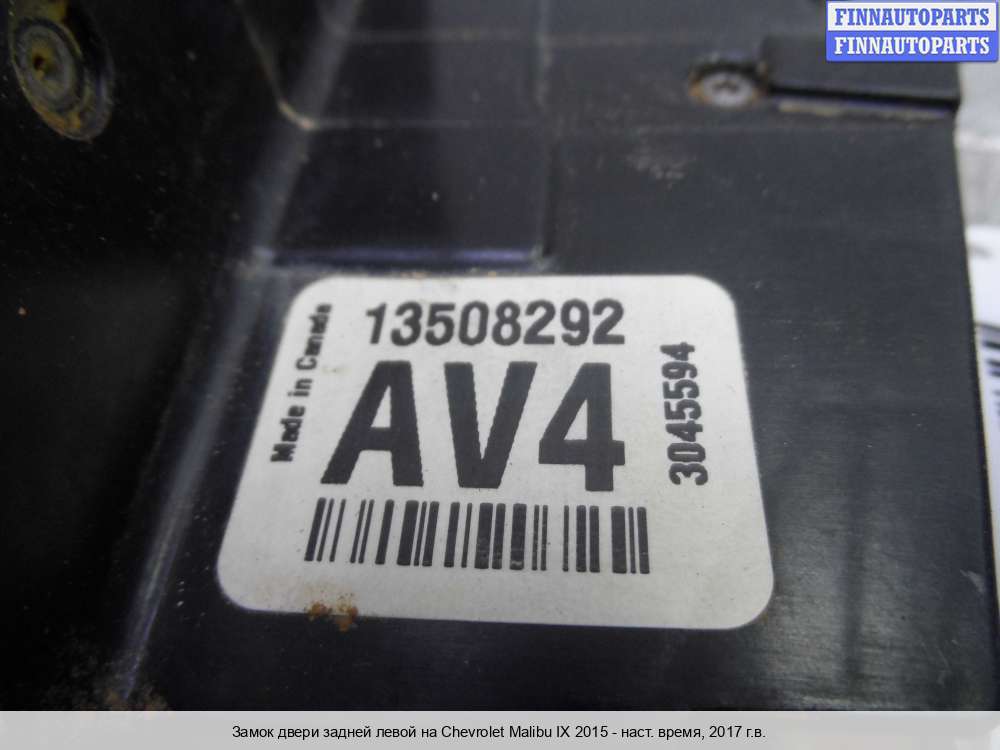 FINNAUTOPARTS
FINNAUTOPARTS
13508292
Made in Canada
AV4
3045594
Замок двери задней левой на Chevrolet Malibu IX 2015 - наст. время, 2017 г.в.